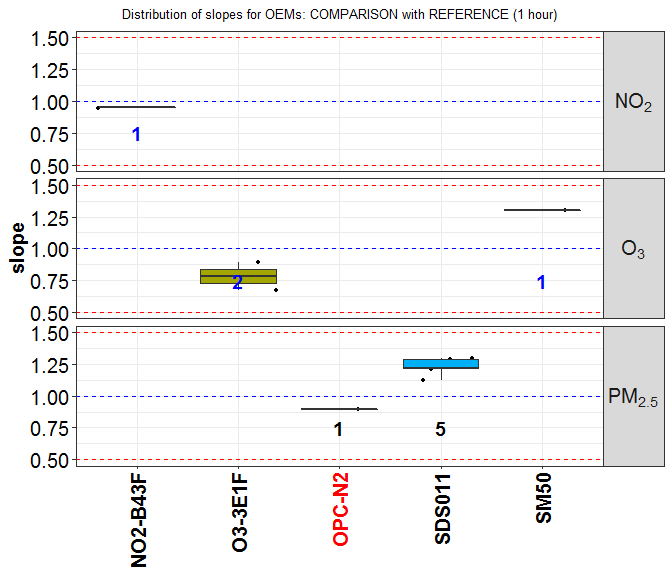 Distribution of slopes for OEMs: COMPARISON with REFERENCE (1 hour)
slope
1.50
1.25
1.00
0.75
0.50
1
NO2
1.50
1.25
1.00
0.75
0.50
2
1
O3
1.50
1.25
1.00
0.75
0.50
1
5
PM2.5
NO2-B43F
O3-3E1F
OPC-N2
SDS011
SM50